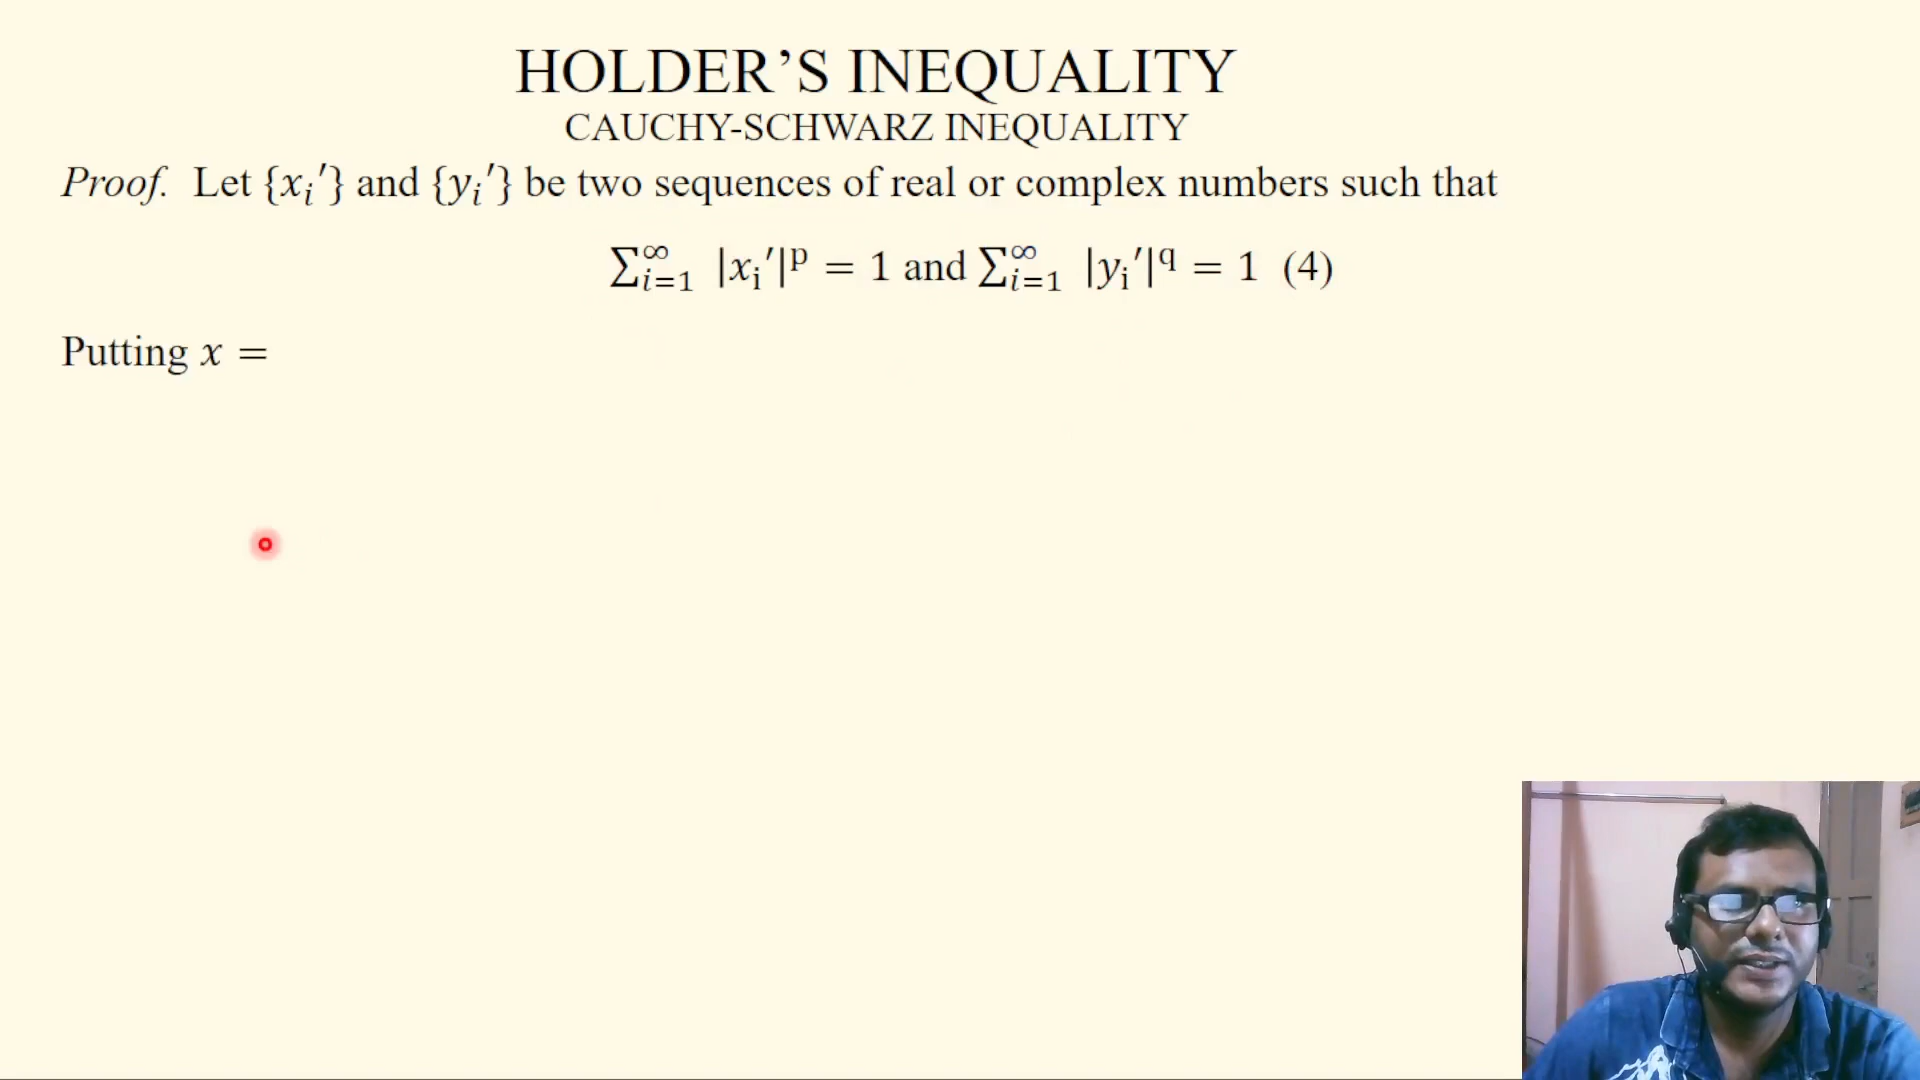 HOLDER’S INEQUALITY
CAUCHY-SCHWARZ INEQUALITY
Proof. Let {xᵢ′} and {yᵢ′} be two sequences of real or complex numbers such that
∑_{i=1}^{∞} |xᵢ′|ᵖ = 1 and ∑_{i=1}^{∞} |yᵢ′|^q = 1 (4)
Putting x =